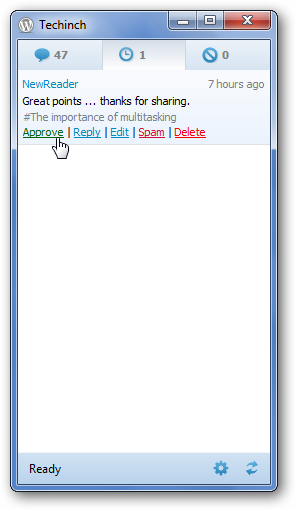 Techinch
47 1 0
NewReader 7 hours ago
Great points ... thanks for sharing.
#The importance of multitasking
Approve | Reply | Edit | Spam | Delete
Ready